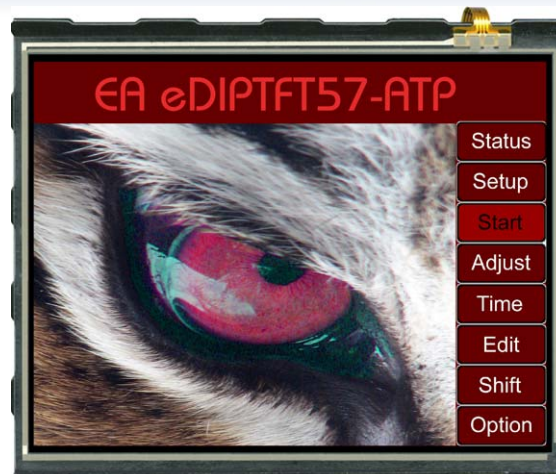 EA eDIPTFT57-ATP
Status
Setup
Start
Adjust
Time
Edit
Shift
Option